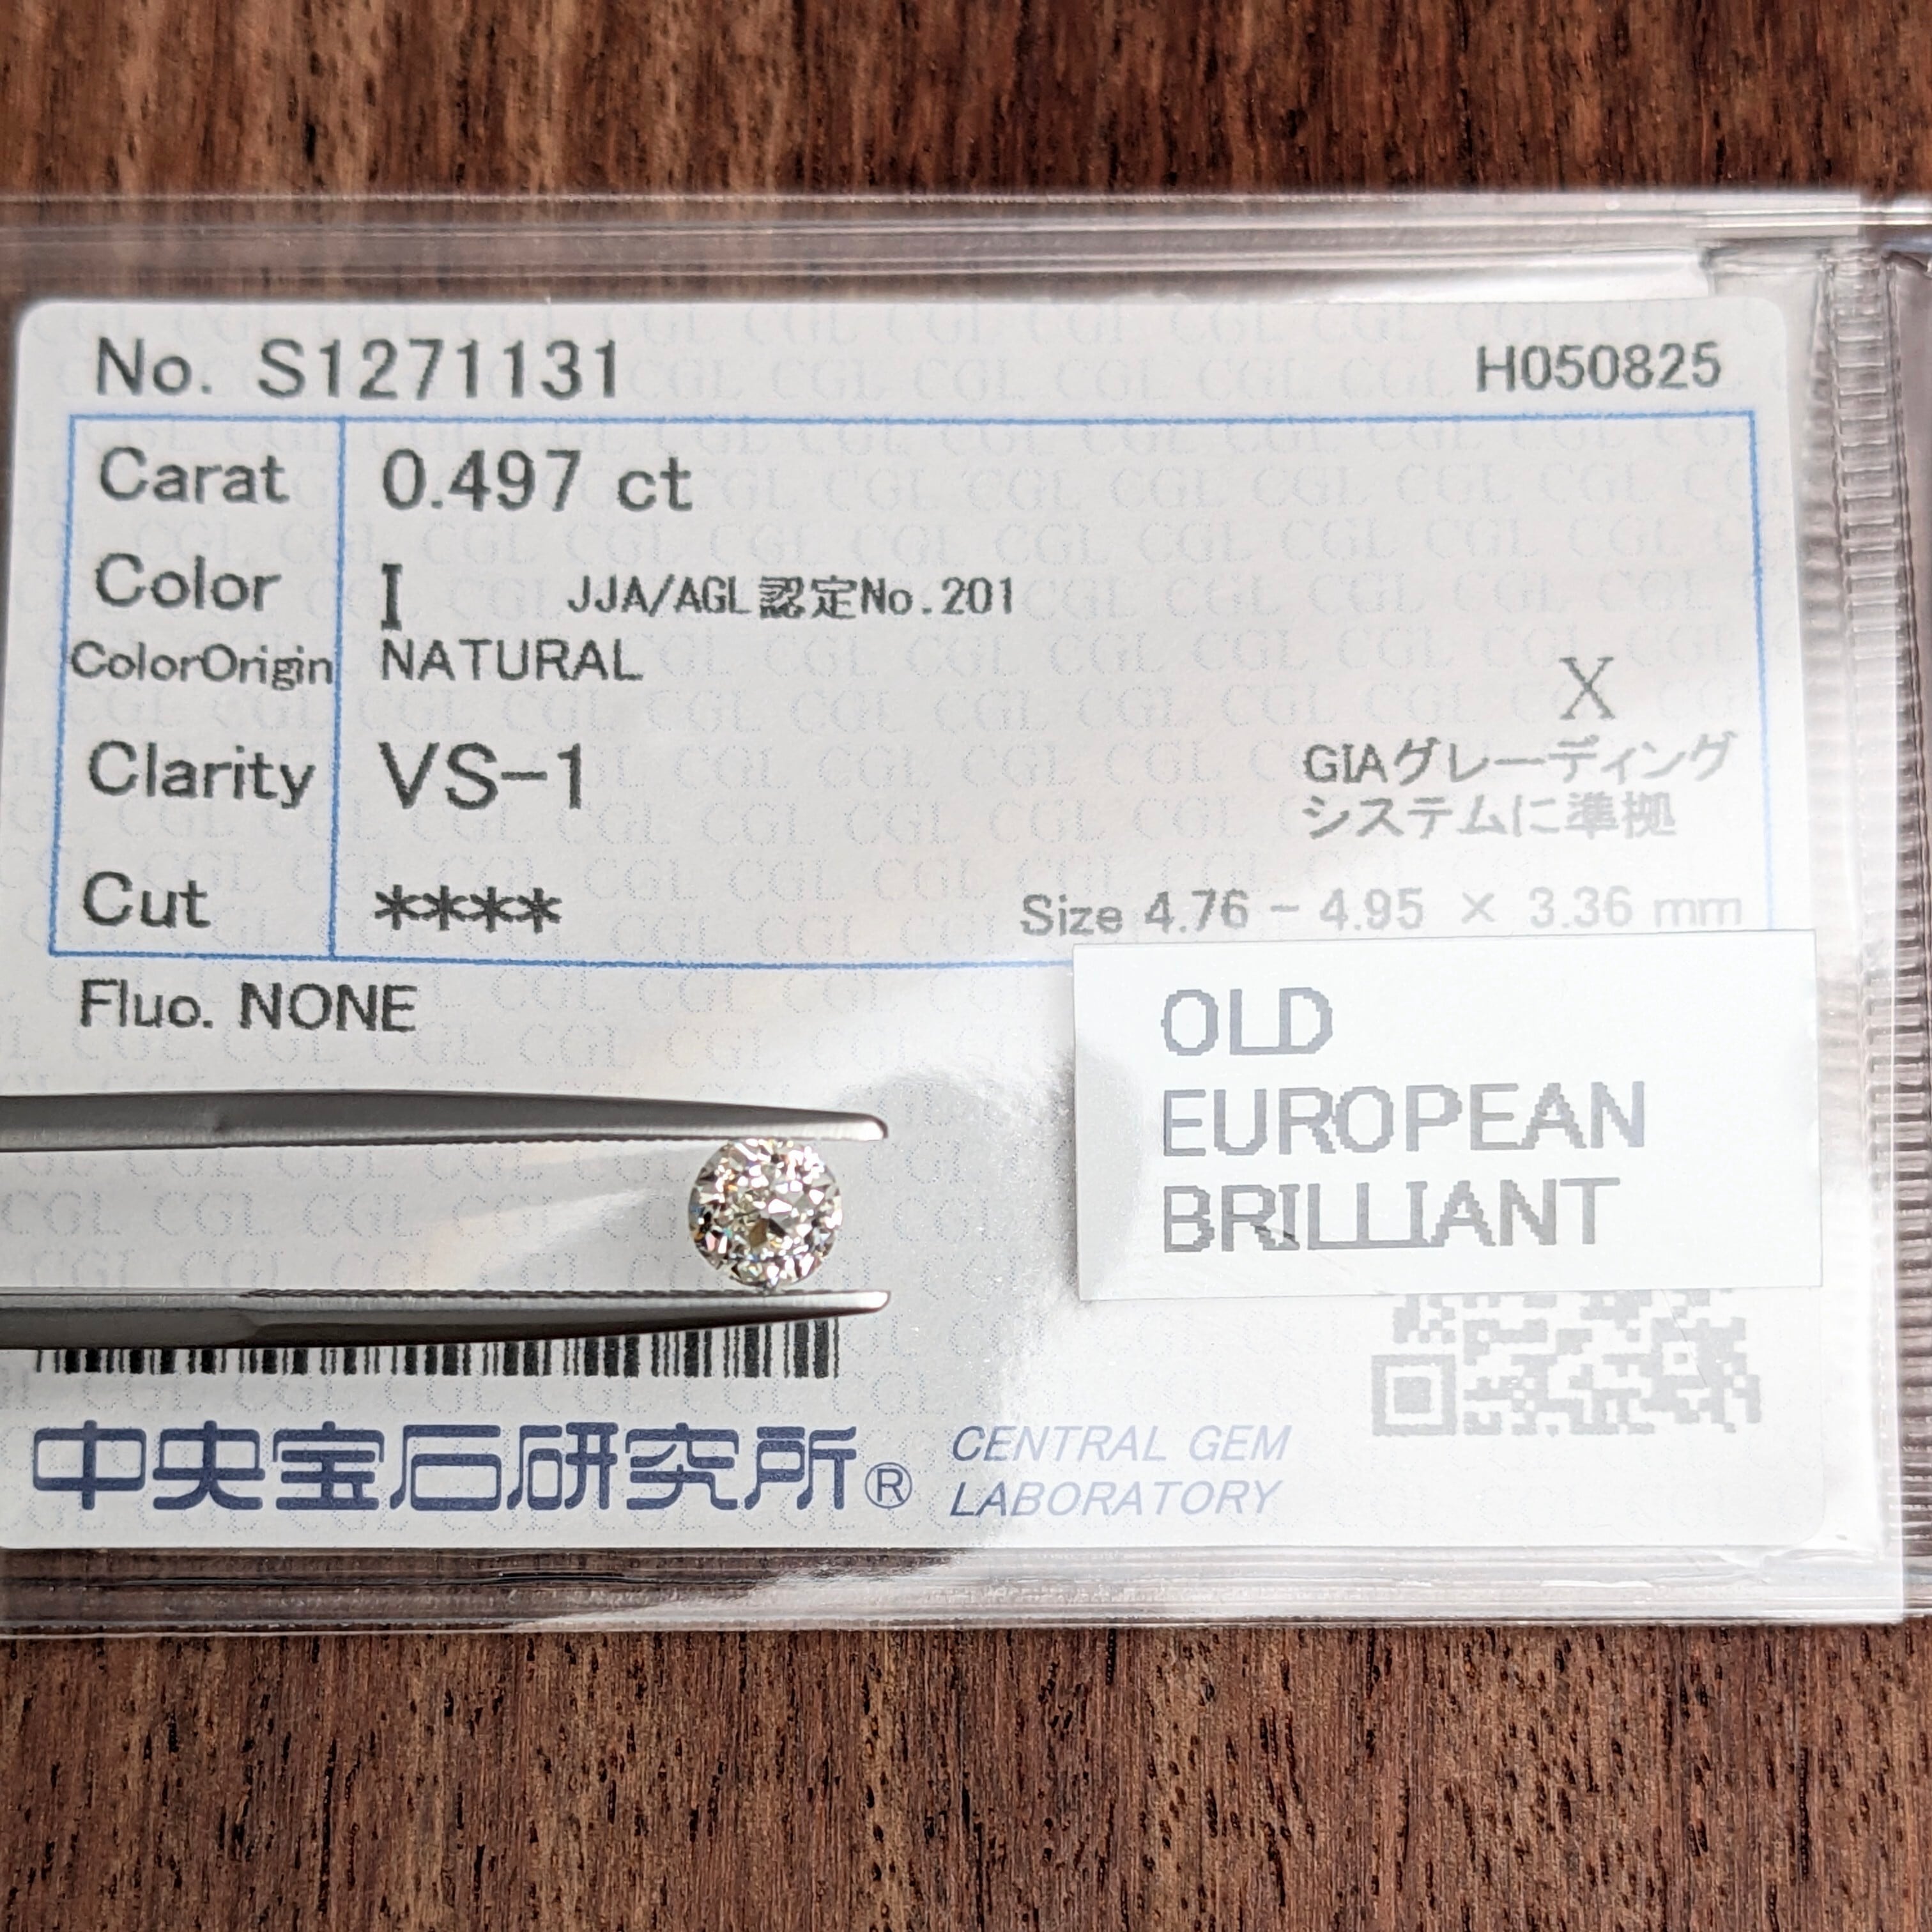 No. S1271131 H050825
Carat 0.497 ct
Color I JJA/AGL認定No.201
ColorOrigin NATURAL
X
Clarity VS-1
GIAグレーディング
システムに準拠
Cut ****
Size 4.76 - 4.95 × 3.36 mm
Fluo. NONE
OLD
EUROPEAN
BRILLIANT
中央宝石研究所® CENTRAL GEM
LABORATORY